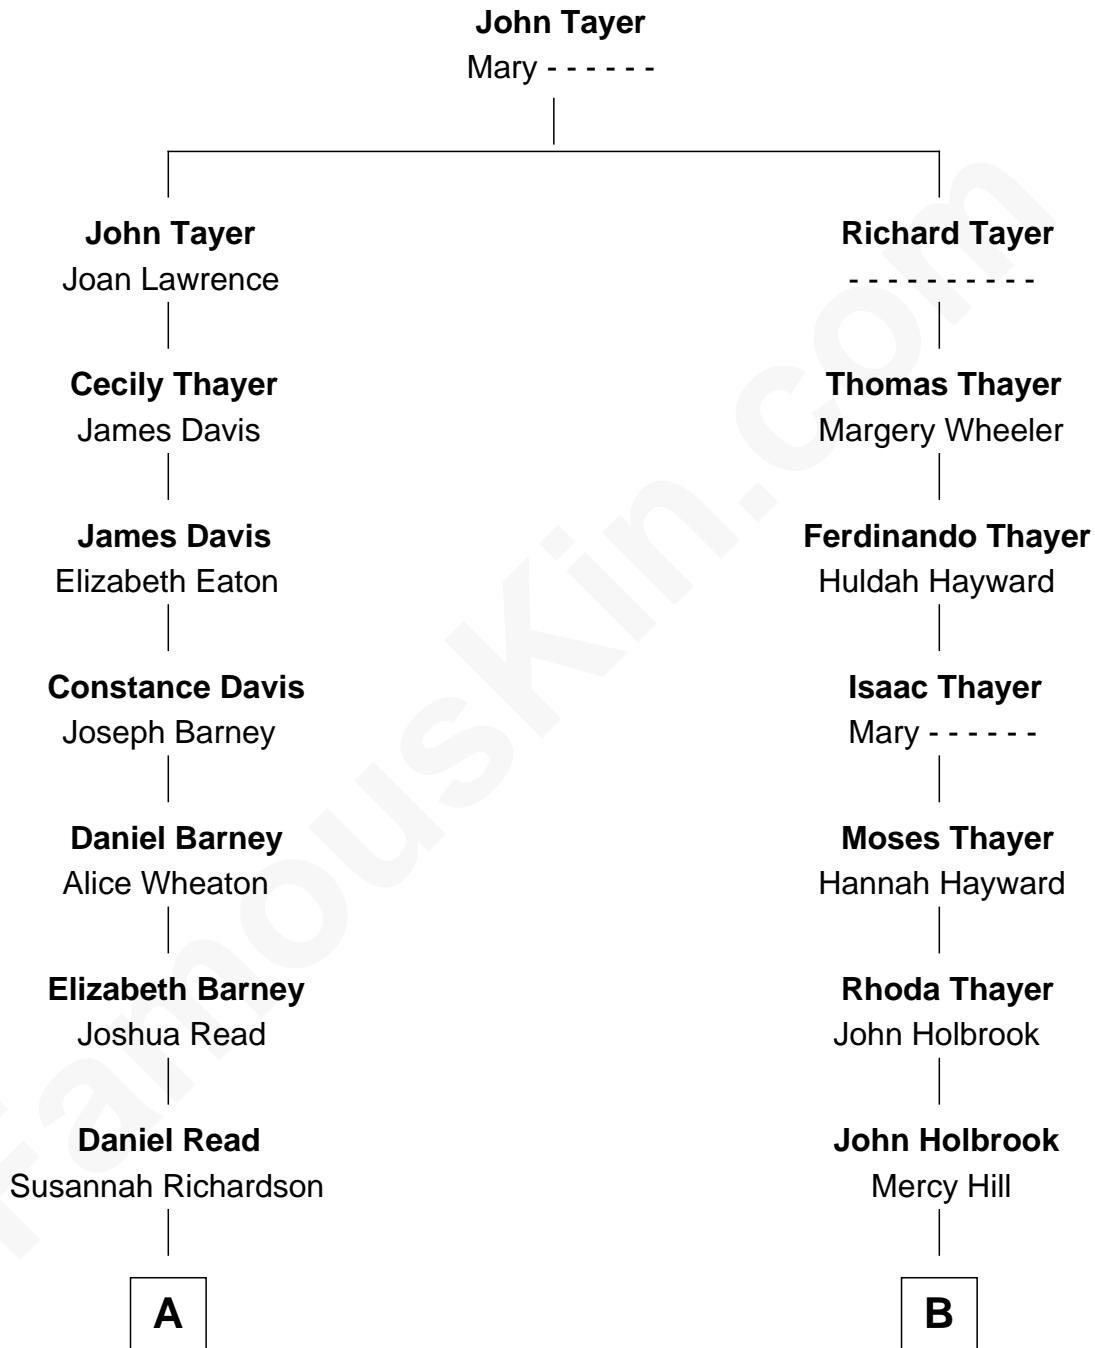 John Tayer
Mary - - - - - -
John Tayer
Joan Lawrence
Cecily Thayer
James Davis
James Davis
Elizabeth Eaton
Constance Davis
Joseph Barney
Daniel Barney
Alice Wheaton
Elizabeth Barney
Joshua Read
Daniel Read
Susannah Richardson
A
Richard Tayer
- - - - - - - - - -
Thomas Thayer
Margery Wheeler
Ferdinando Thayer
Huldah Hayward
Isaac Thayer
Mary - - - - - -
Moses Thayer
Hannah Hayward
Rhoda Thayer
John Holbrook
John Holbrook
Mercy Hill
B
FamousKin.com